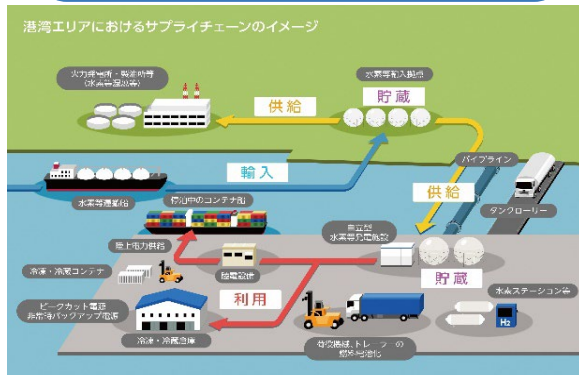 港湾エリアにおけるサプライチェーンのイメージ
火力発電所・製油所等
(水素等混焼等)
水素等輸入拠点
供給
貯蔵
輸入
パイプライン
供給
水素等運搬船
停泊中のコンテナ船
タンクローリー
陸上電力供給
自立型
水素等発電施設
冷凍・冷蔵コンテナ
陸電設備
貯蔵
ピークカット電源
非常時バックアップ電源
利用
水素ステーション等
H2
冷凍・冷蔵倉庫
荷役機械、トレーラーの
燃料電池化